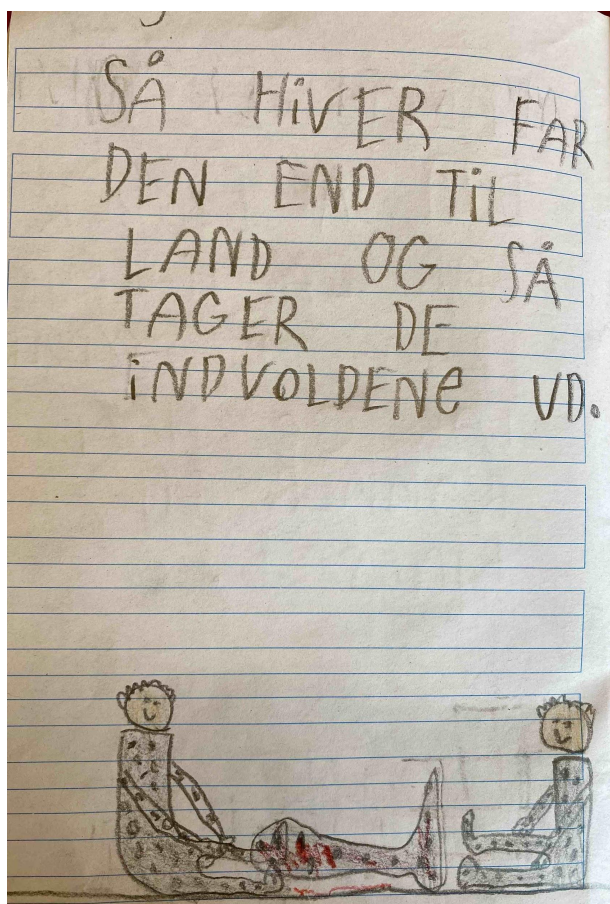 SÅ HiVER FAR
DEN END TiL
LAND OG SÅ
TAGER DE
iNDVOLDENe UD.